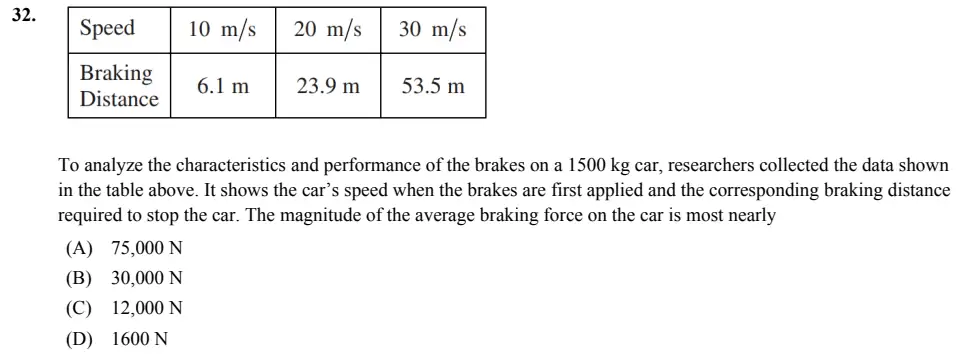 32.
Speed 10 m/s 20 m/s 30 m/s
Braking
Distance 6.1 m 23.9 m 53.5 m
To analyze the characteristics and performance of the brakes on a 1500 kg car, researchers collected the data shown
in the table above. It shows the car’s speed when the brakes are first applied and the corresponding braking distance
required to stop the car. The magnitude of the average braking force on the car is most nearly
(A) 75,000 N
(B) 30,000 N
(C) 12,000 N
(D) 1600 N